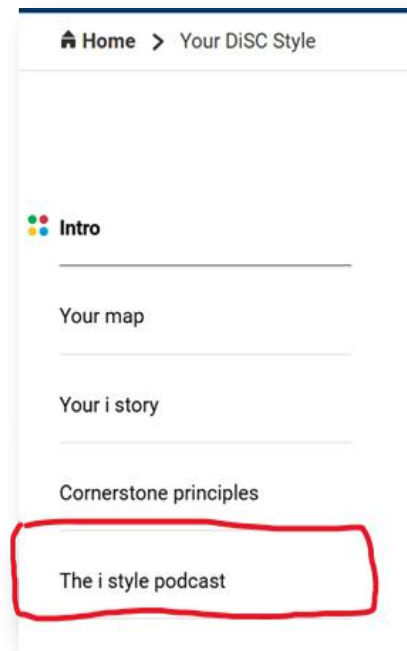 Home > Your DiSC Style
Intro
Your map
Your i story
Cornerstone principles
The i style podcast